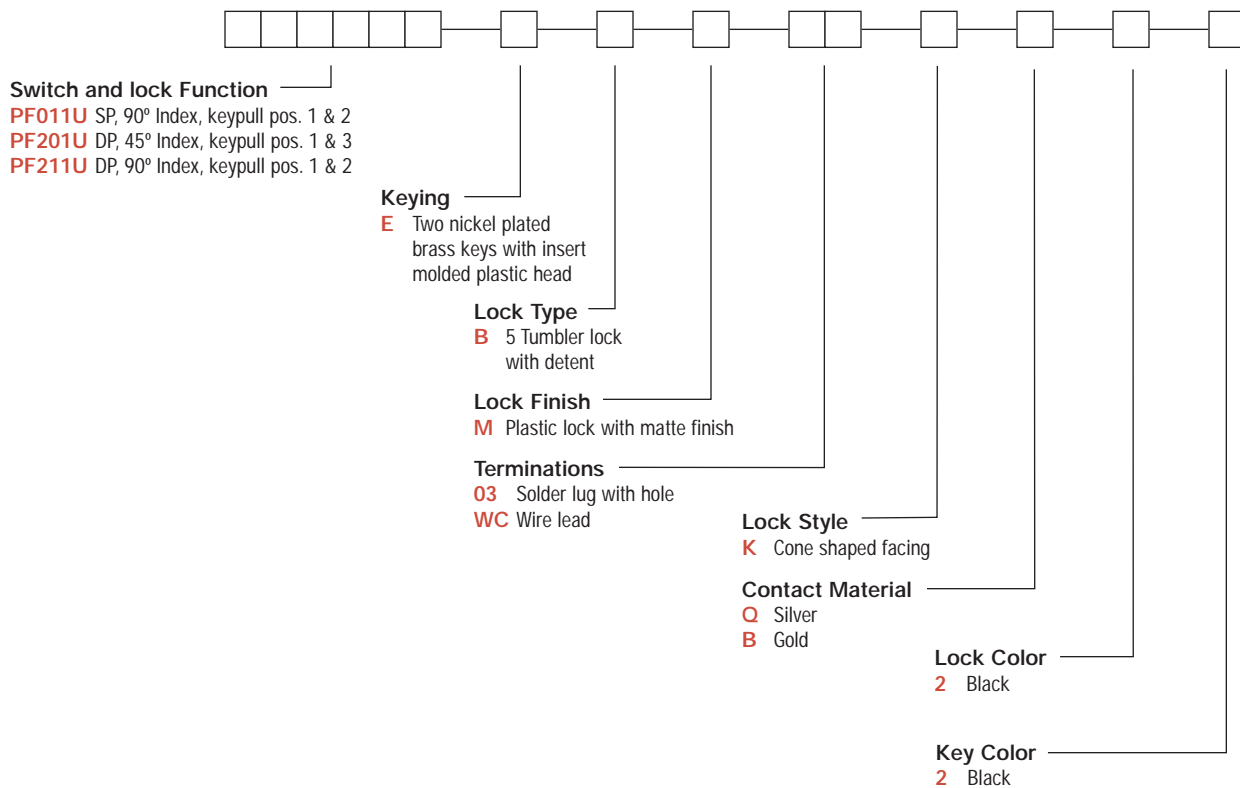 Switch and lock Function
PF011U SP, 90º Index, keypull pos. 1 & 2
PF201U DP, 45º Index, keypull pos. 1 & 3
PF211U DP, 90º Index, keypull pos. 1 & 2
Keying
E Two nickel plated
brass keys with insert
molded plastic head
Lock Type
B 5 Tumbler lock
with detent
Lock Finish
M Plastic lock with matte finish
Terminations
03 Solder lug with hole
WC Wire lead
Lock Style
K Cone shaped facing
Contact Material
Q Silver
B Gold
Lock Color
2 Black
Key Color
2 Black